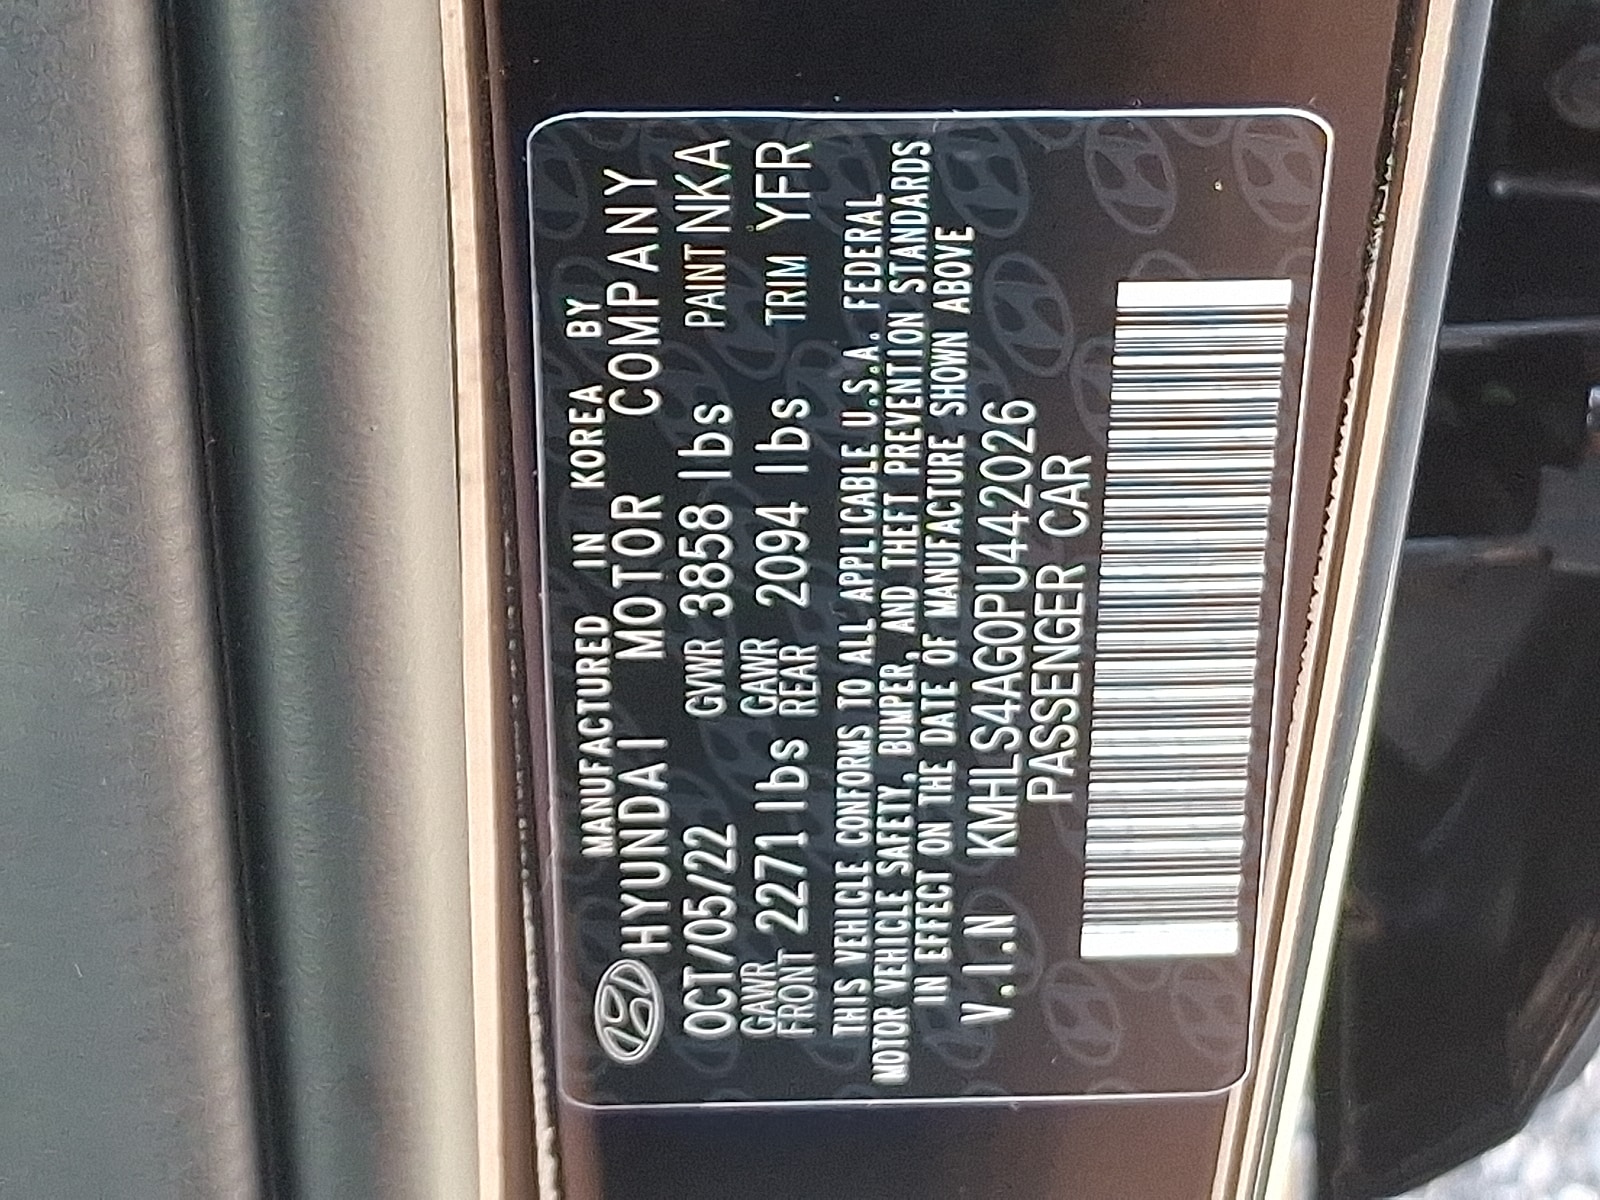 MANUFACTURED IN KOREA BY
HYUNDAI MOTOR COMPANY
OCT/05/22 GVWR 3858 lbs PAINT NKA
GAWR FRONT 2271 lbs GAWR REAR 2094 lbs TRIM YFR
THIS VEHICLE CONFORMS TO ALL APPLICABLE U.S.A. FEDERAL
MOTOR VEHICLE SAFETY, BUMPER, AND THEFT PREVENTION STANDARDS
IN EFFECT ON THE DATE OF MANUFACTURE SHOWN ABOVE
V.I.N KMHLS4AG0PU442026
PASSENGER CAR